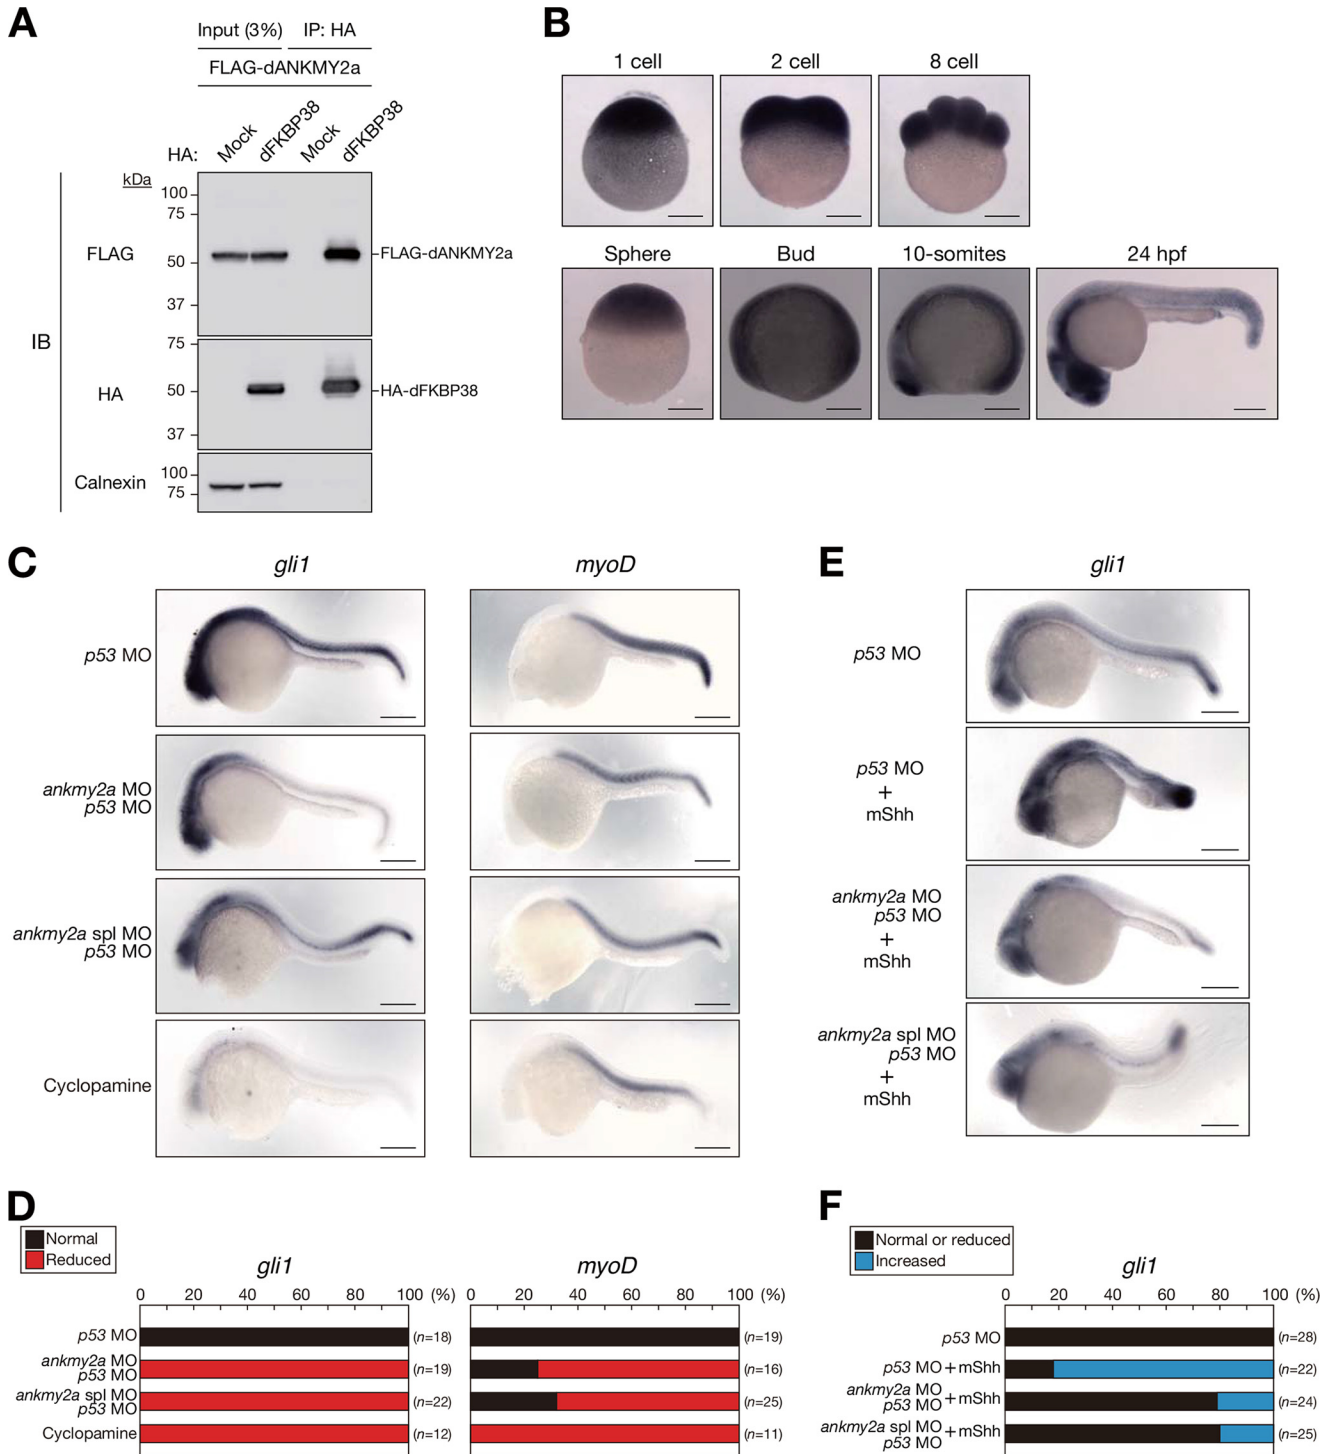 A
Input (3%) IP: HA
FLAG-dANKMY2a
HA: Mock dFKBP38 Mock dFKBP38
kDa
100
75
FLAG
50
FLAG-dANKMY2a
37
IB
75
HA
50
HA-dFKBP38
37
Calnexin
100
75
B
1 cell 2 cell 8 cell
Sphere Bud 10-somites 24 hpf
C
gli1 myoD
p53 MO
ankmy2a MO
p53 MO
ankmy2a spl MO
p53 MO
Cyclopamine
E
gli1
p53 MO
p53 MO
+
mShh
ankmy2a MO
p53 MO
+
mShh
ankmy2a spl MO
p53 MO
+
mShh
D
Normal
Reduced
gli1 myoD
0 20 40 60 80 100 (%) 0 20 40 60 80 100 (%)
p53 MO (n=18) (n=19)
ankmy2a MO
p53 MO (n=19) (n=16)
ankmy2a spl MO
p53 MO (n=22) (n=25)
Cyclopamine (n=12) (n=11)
F
Normal or reduced
Increased
gli1
0 20 40 60 80 100 (%)
p53 MO (n=28)
p53 MO + mShh (n=22)
ankmy2a MO
p53 MO + mShh (n=24)
ankmy2a spl MO
p53 MO + mShh (n=25)